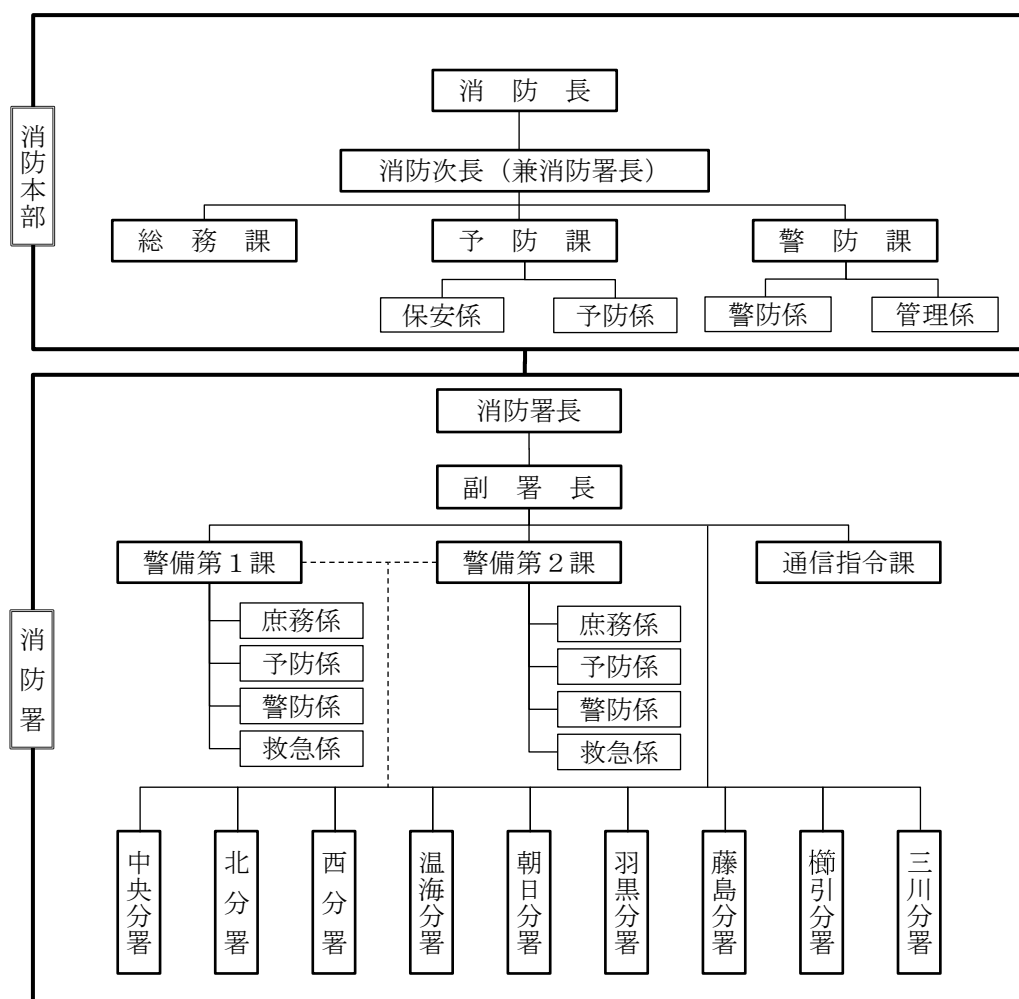 消防本部
消防長
消防次長（兼消防署長）
総務課
予防課
警防課
保安係
予防係
警防係
管理係
消防署
消防署長
副署長
警備第１課
警備第２課
通信指令課
庶務係
予防係
警防係
救急係
庶務係
予防係
警防係
救急係
中央分署
北分署
西分署
温海分署
朝日分署
羽黒分署
藤島分署
櫛引分署
三川分署